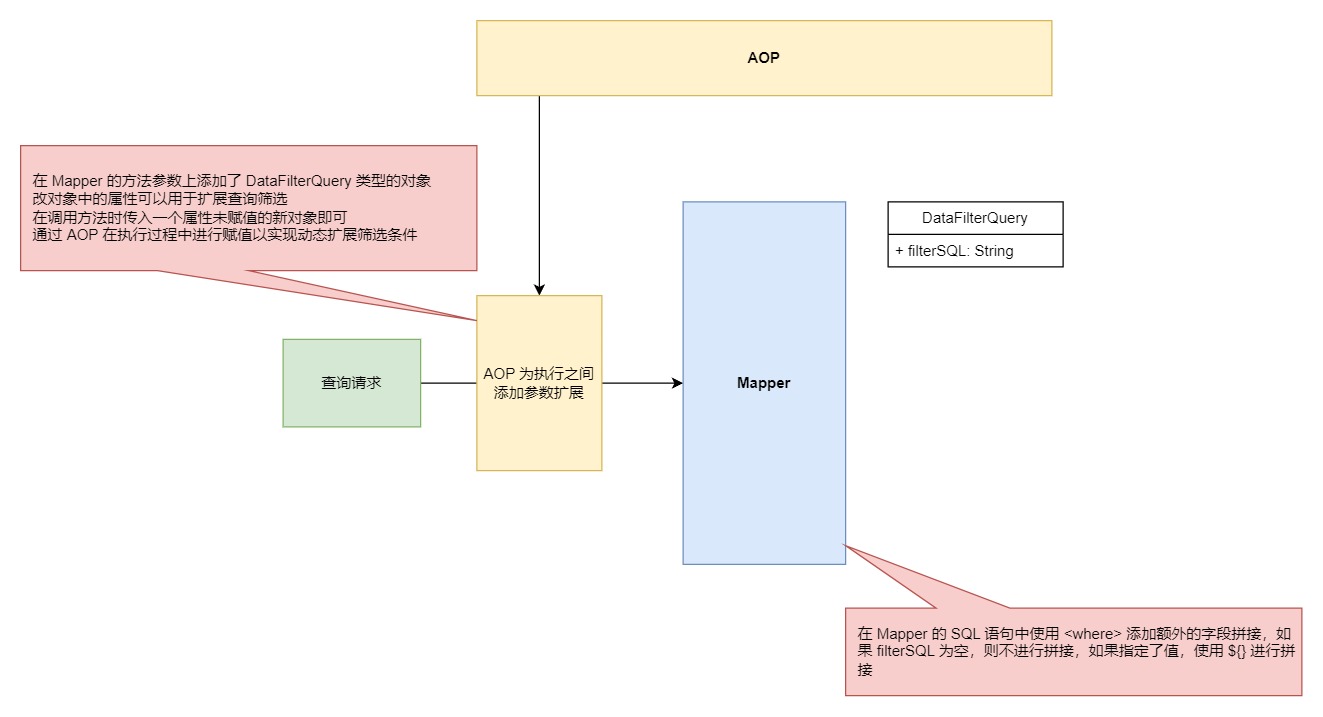 AOP
在 Mapper 的方法参数上添加了 DataFilterQuery 类型的对象
改对象中的属性可以用于扩展查询筛选
在调用方法时传入一个属性未赋值的新对象即可
通过 AOP 在执行过程中进行赋值以实现动态扩展筛选条件
DataFilterQuery
+ filterSQL: String
查询请求
AOP 为执行之间
添加参数扩展
Mapper
在 Mapper 的 SQL 语句中使用 <where> 添加额外的字段拼接，如
果 filterSQL 为空，则不进行拼接，如果指定了值，使用 ${} 进行拼
接